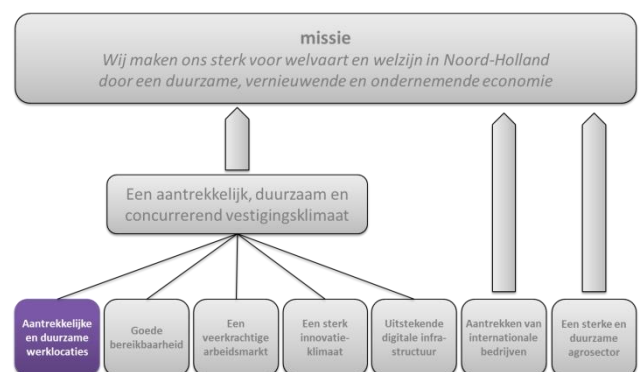 missie
Wij maken ons sterk voor welvaart en welzijn in Noord-Holland
door een duurzame, vernieuwende en ondernemende economie
Een aantrekkelijk, duurzaam en
concurrerend vestigingsklimaat
Aantrekkelijke
en duurzame
werklocaties
Goede
bereikbaarheid
Een
veerkrachtige
arbeidsmarkt
Een sterk
innovatie-
klimaat
Uitstekende
digitale infra-
structuur
Aantrekken van
internationale
bedrijven
Een sterke en
duurzame
agrosector